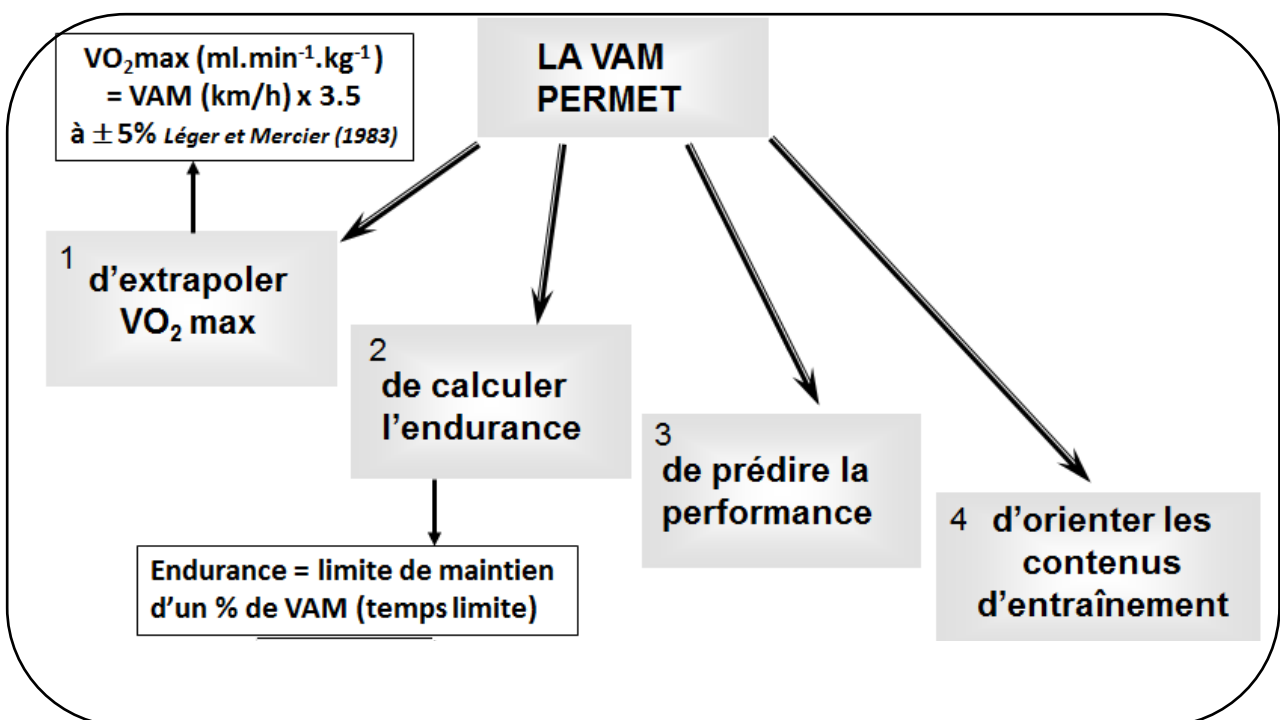 LA VAM
PERMET
VO₂max (ml.min⁻¹.kg⁻¹)
= VAM (km/h) x 3.5
à ±5% Léger et Mercier (1983)
1
d’extrapoler
VO₂ max
2
de calculer
l’endurance
Endurance = limite de maintien
d’un % de VAM (temps limite)
3
de prédire la
performance
4 d’orienter les
contenus
d’entraînement